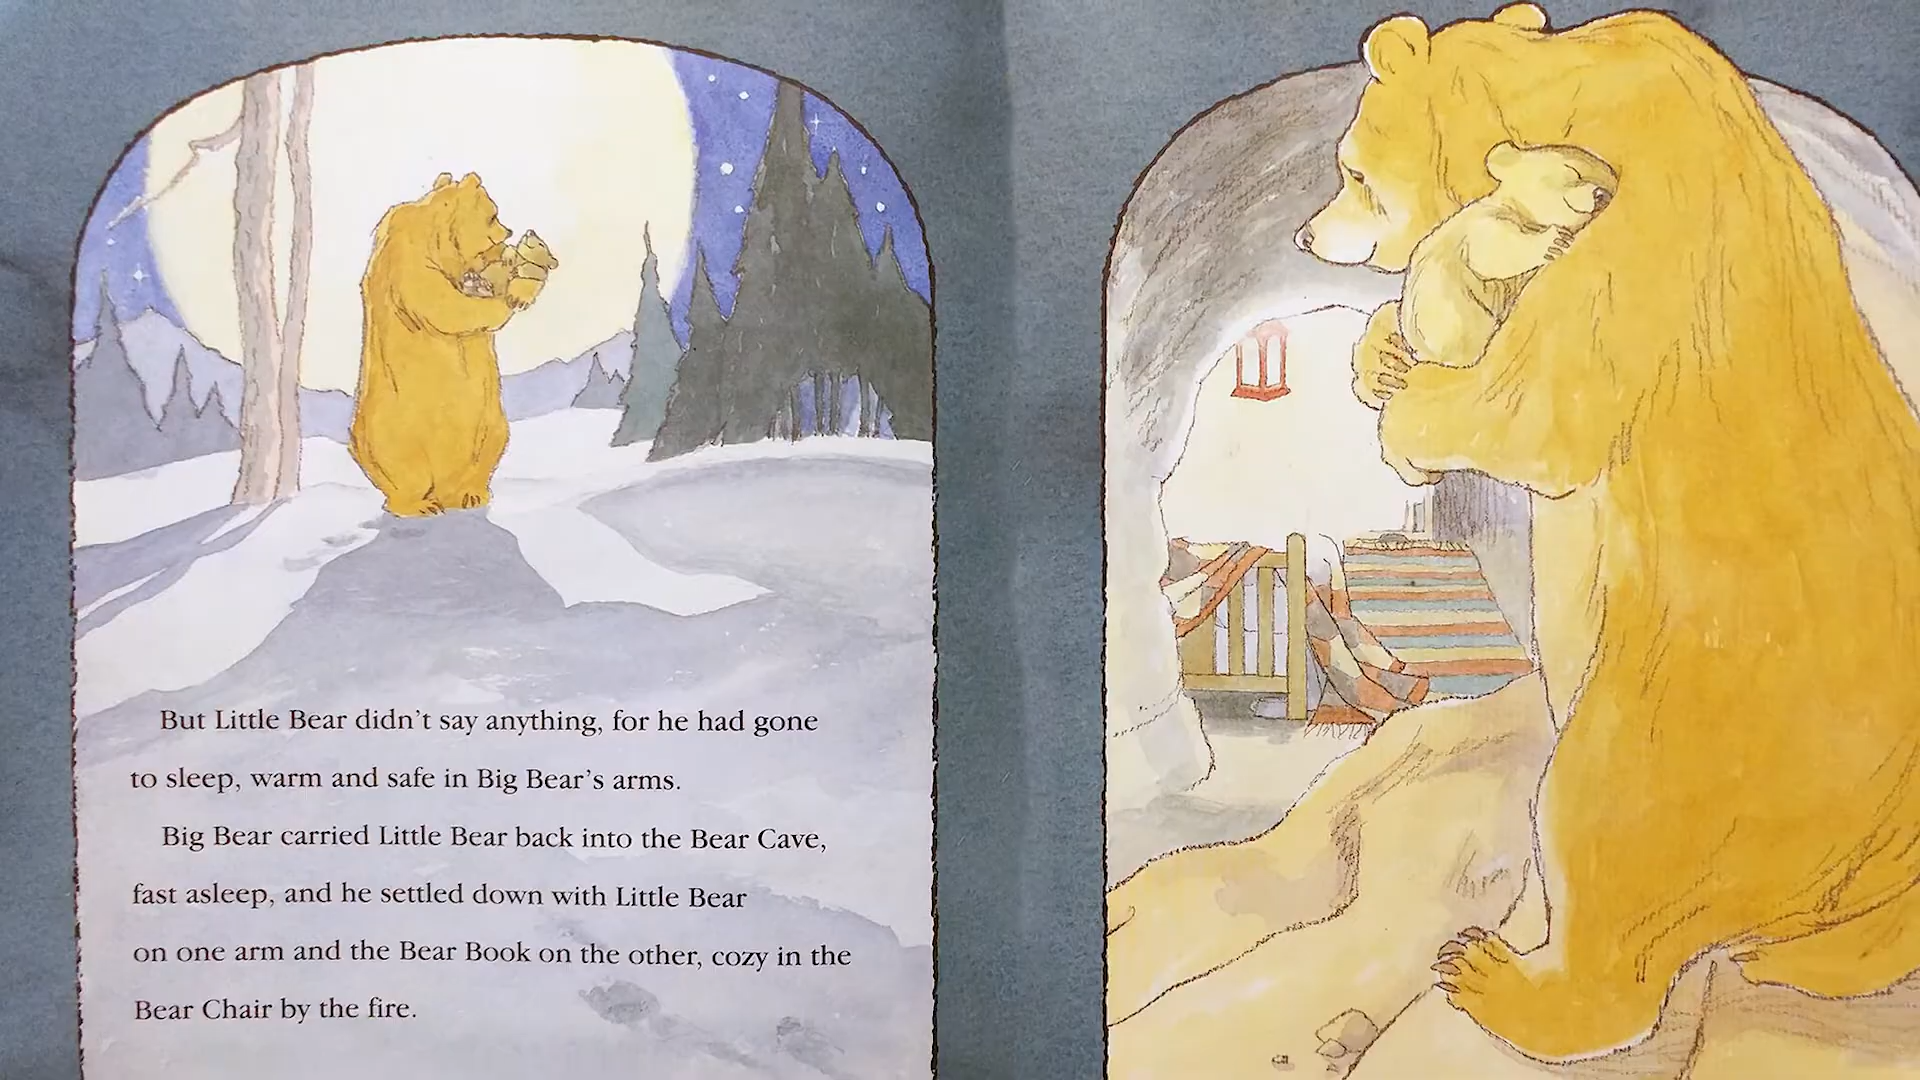 But Little Bear didn't say anything, for he had gone
to sleep, warm and safe in Big Bear's arms.
Big Bear carried Little Bear back into the Bear Cave,
fast asleep, and he settled down with Little Bear
on one arm and the Bear Book on the other, cozy in the
Bear Chair by the fire.